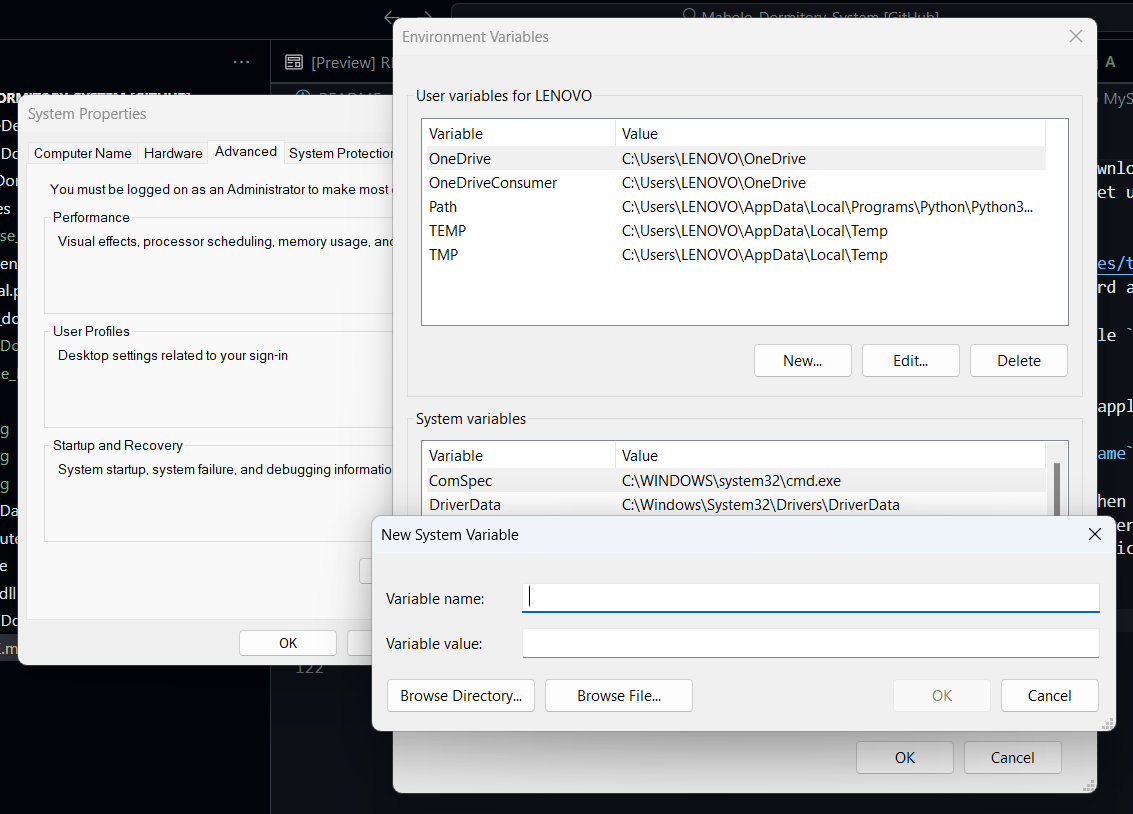 Mabolo_Dormitory_System [GitHub]
Environment Variables
[Preview]
A
System Properties
Computer Name
Hardware
Advanced
System Protection
You must be logged on as an Administrator to make most
Performance
Visual effects, processor scheduling, memory usage, and
User Profiles
Desktop settings related to your sign-in
Startup and Recovery
System startup, system failure, and debugging informatio
OK
User variables for LENOVO
Variable Value
OneDrive C:\Users\LENOVO\OneDrive
OneDriveConsumer C:\Users\LENOVO\OneDrive
Path C:\Users\LENOVO\AppData\Local\Programs\Python\Python3...
TEMP C:\Users\LENOVO\AppData\Local\Temp
TMP C:\Users\LENOVO\AppData\Local\Temp
New... Edit... Delete
System variables
Variable Value
ComSpec C:\WINDOWS\system32\cmd.exe
DriverData C:\Windows\System32\Drivers\DriverData
New System Variable
Variable name:
Variable value:
Browse Directory... Browse File... OK Cancel
OK Cancel
122